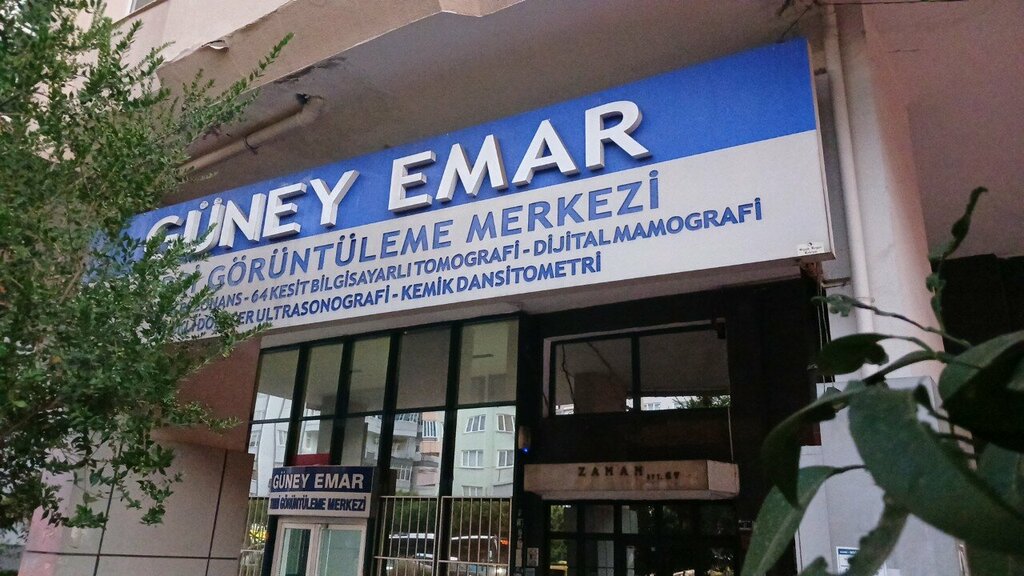 GÜNEY EMAR
GÖRÜNTÜLEME MERKEZİ
64 KESİT BİLGİSAYARLI TOMOGRAFİ - DİJİTAL MAMOGRAFİ
ULTRASONOGRAFİ - KEMİK DANSİTOMETRİ
GÜNEY EMAR
GÖRÜNTÜLEME MERKEZİ
ZAMAN